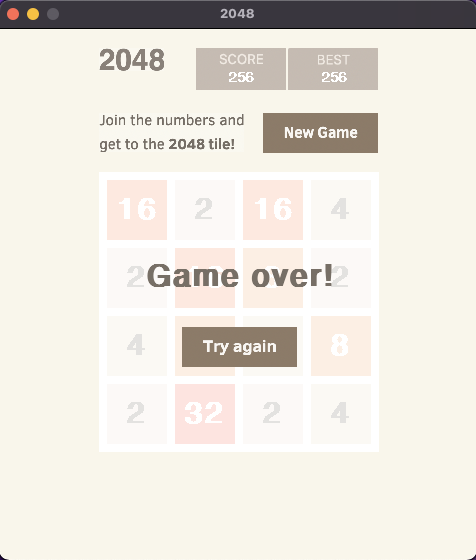 2048
2048
SCORE
256
BEST
256
Join the numbers and
get to the 2048 tile!
New Game
16 2 16 4
2 2
Game over!
4 8
Try again
2 32 2 4